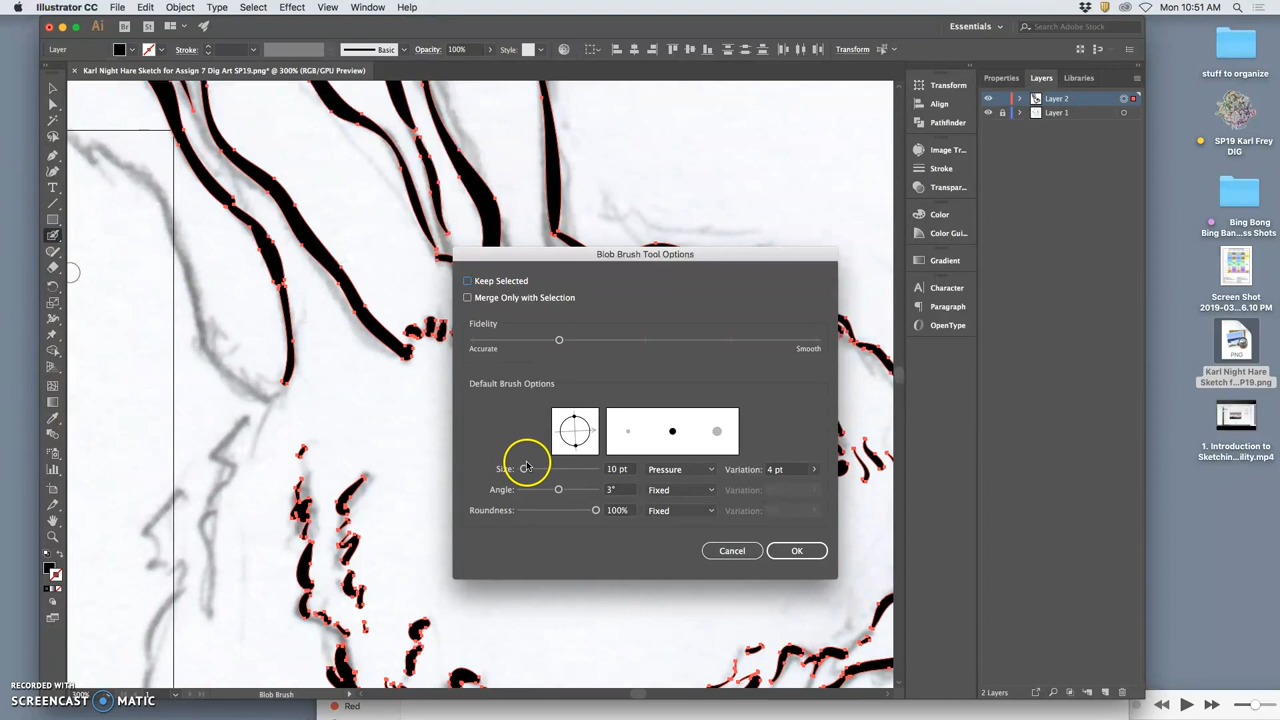 Illustrator CC File Edit Object Type Select Effect View Window Help
Mon 10:51 AM
Ai Br St Essentials Search Adobe Stock
Layer Stroke: Basic Opacity: 100% Style: Transform
× Karl Night Hare Sketch for Assign 7 Dig Art SP19.png* @ 300% (RGB/GPU Preview)
Properties Layers Libraries
Layer 2
Layer 1
Transform
Align
Pathfinder
Image Tr...
Stroke
Transpar...
Color
Color Gui...
Gradient
Character
Paragraph
OpenType
Blob Brush Tool Options
Keep Selected
Merge Only with Selection
Fidelity
Accurate Smooth
Default Brush Options
Size: 10 pt Pressure Variation: 4 pt
Angle: 3° Fixed Variation:
Roundness: 100% Fixed Variation:
Cancel OK
stuff to organize
SP19 Karl Frey
DIG
Bing Bong
Bing Ban...ss Shots
Screen Shot
2019-03...6.10 PM
PNG
Karl Night Hare
Sketch f...P19.png
1. Introduction to
Sketchin...ility.mp4
300% 1 Blob Brush
2 Layers
Red
RECORDED WITH
SCREENCAST MATIC